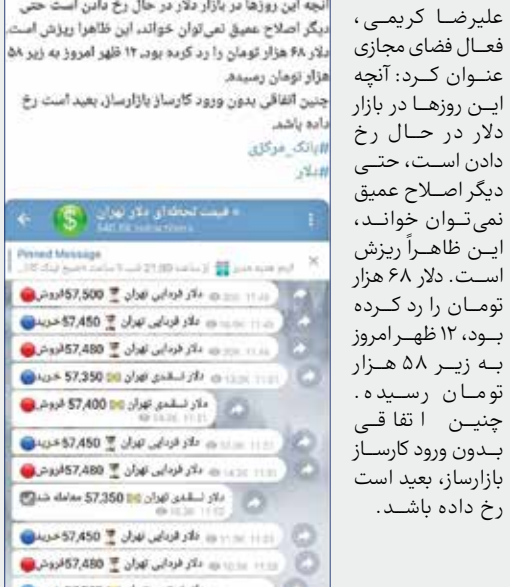 علیرضا کریمی،
فعال فضای مجازی
عنوان کرد: آنچه
این روزها در بازار
دلار در حال رخ
دادن است، حتی
دیگر اصلاح عمیق
نمی‌توان خواند،
این ظاهراً ریزش
است. دلار ۶۸ هزار
تومان را رد کرده
بود، ۱۲ ظهر امروز
به زیر ۵۸ هزار
تومان رسیده.
چنین اتفاقی
بدون ورود کارساز
بازارساز، بعید است
رخ داده باشد.
آنچه این روزها در بازار دلار در حال رخ دادن است حتی
دیگر اصلاح عمیق نمی‌توان خواند، این ظاهرا ریزش است.
دلار ۶۸ هزار تومان را رد کرده بود، ۱۲ ظهر امروز به زیر ۵۸
هزار تومان رسیده.
چنین اتفاقی بدون ورود کارساز بازارساز، بعید است رخ
داده باشد.
#بانک_مرکزی
#دلار
قیمت لحظه‌ای دلار تهران
Pinned Message
دلار فردایی تهران 57,500 فروش
دلار فردایی تهران 57,450 خرید
دلار فردایی تهران 57,480 فروش
دلار نقدی تهران 57,350 خرید
دلار نقدی تهران 57,400 فروش
دلار فردایی تهران 57,450 خرید
دلار فردایی تهران 57,480 فروش
دلار نقدی تهران 57,350 معامله شد
دلار فردایی تهران 57,450 خرید
دلار فردایی تهران 57,480 فروش